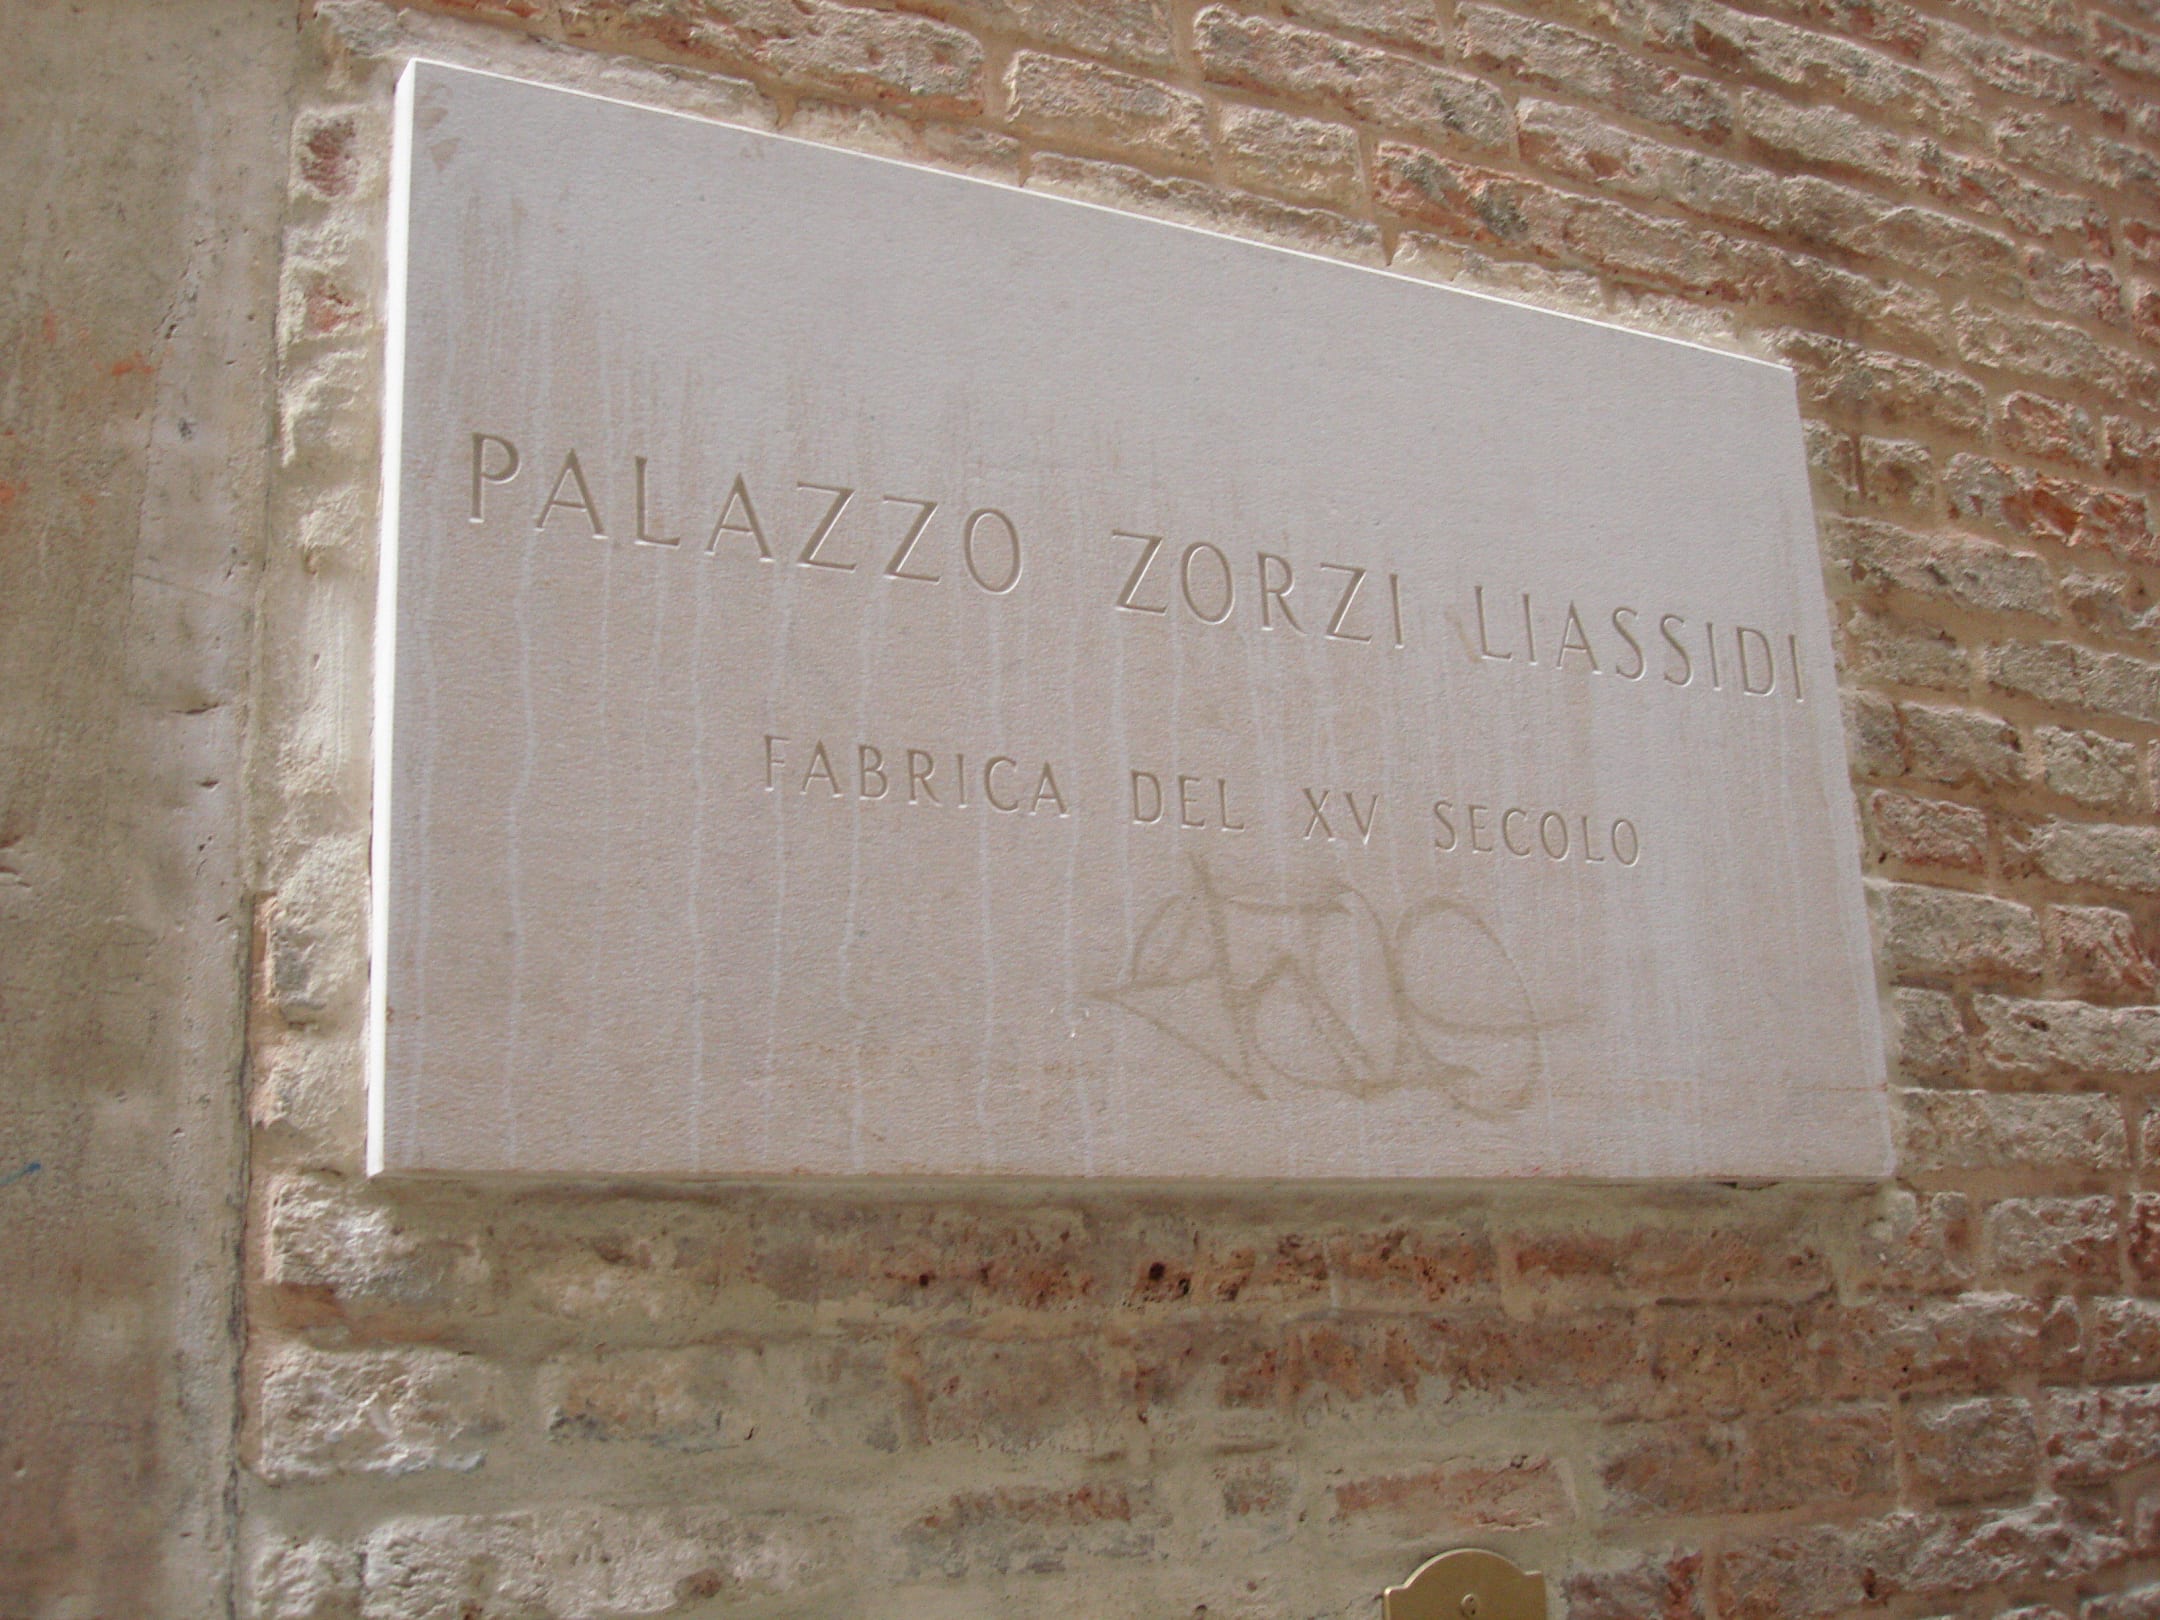 PALAZZO ZORZI LIASSIDI
FABRICA DEL XV SECOLO